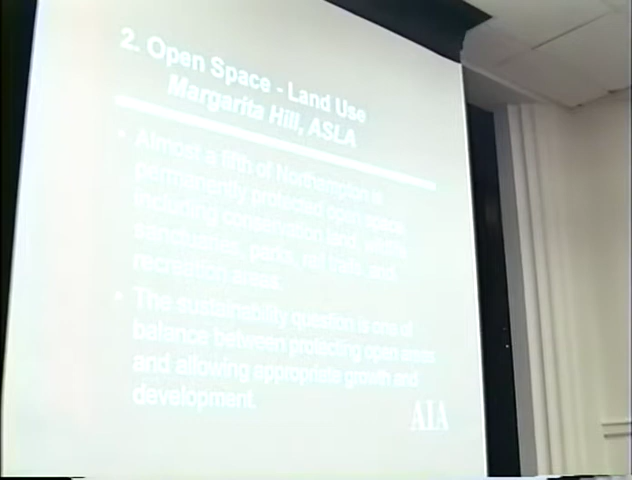 2. Open Space - Land Use
Margarita Hill, ASLA
Almost a fifth of Northampton is
permanently protected open space
including conservation land,
sanctuaries, parks, rail trails and
recreation areas.
The sustainability question is one of
balance between protecting open areas
and allowing appropriate growth and
development.
AIA